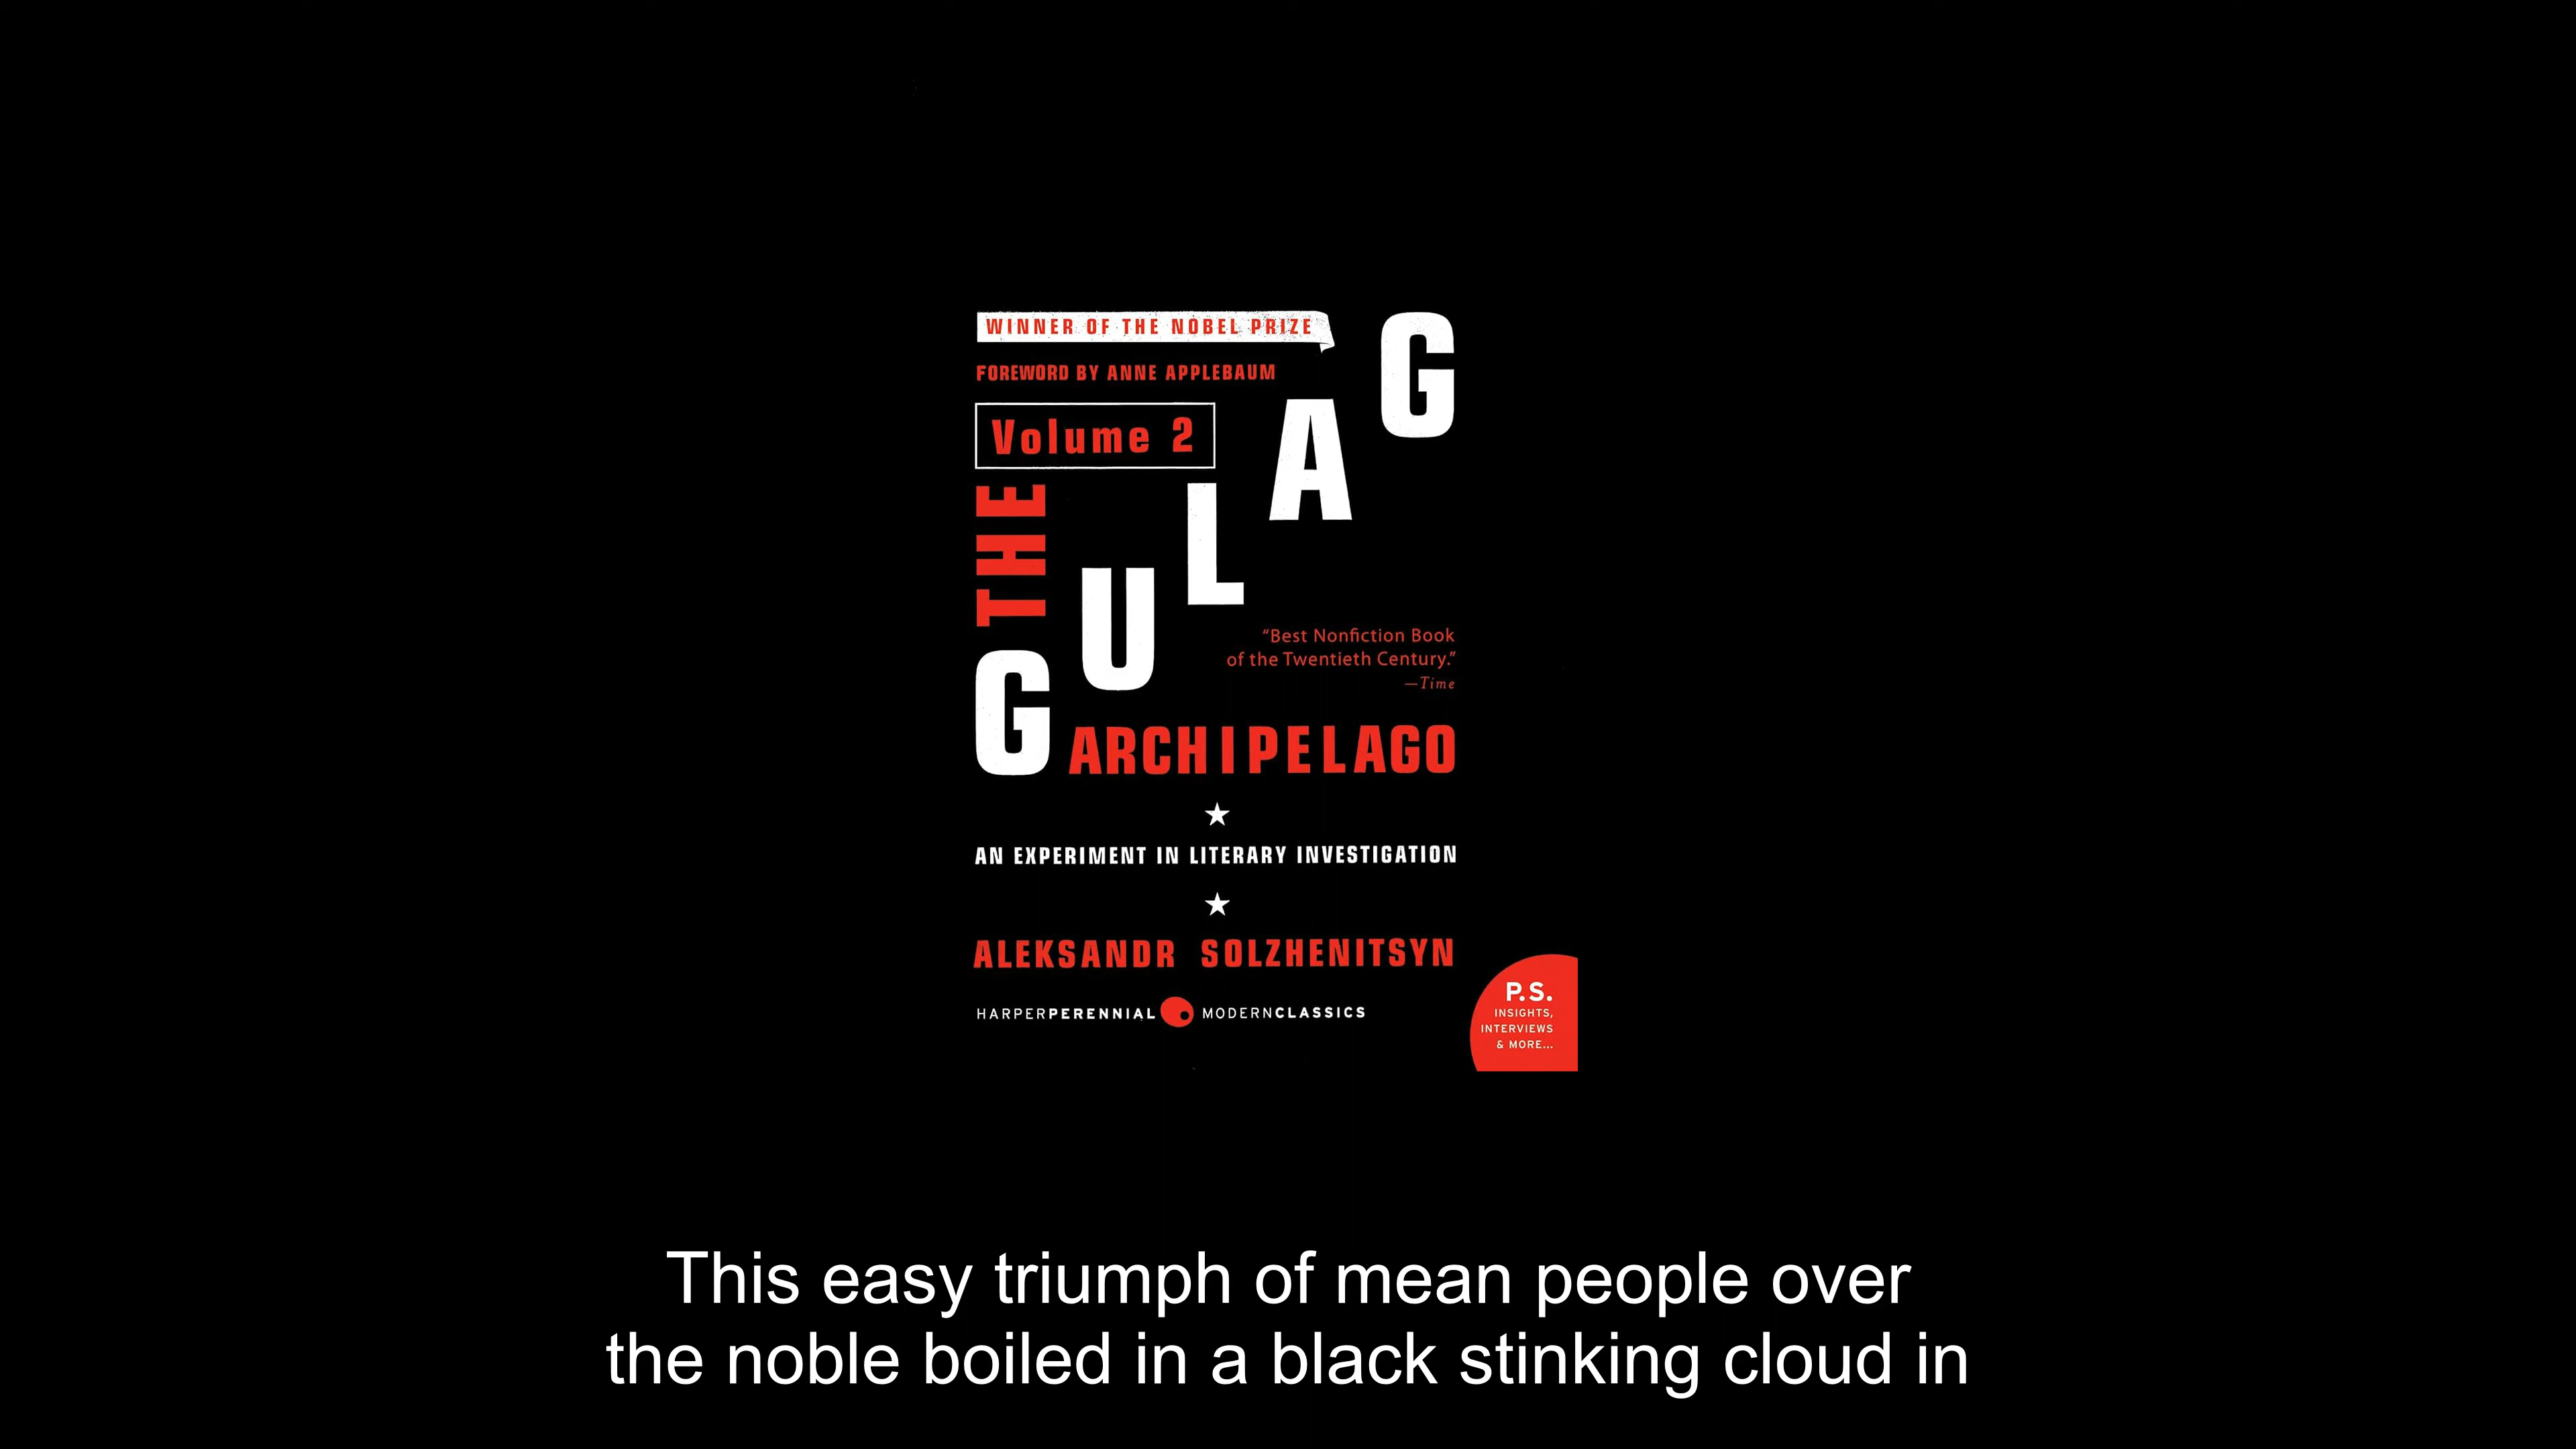 WINNER OF THE NOBEL PRIZE
FOREWORD BY ANNE APPLEBAUM
Volume 2
THE
GULAG
"Best Nonfiction Book
of the Twentieth Century."
—Time
ARCHIPELAGO
AN EXPERIMENT IN LITERARY INVESTIGATION
ALEKSANDR SOLZHENITSYN
HARPERPERENNIAL MODERNCLASSICS
P.S.
INSIGHTS,
INTERVIEWS
& MORE...
This easy triumph of mean people over
the noble boiled in a black stinking cloud in